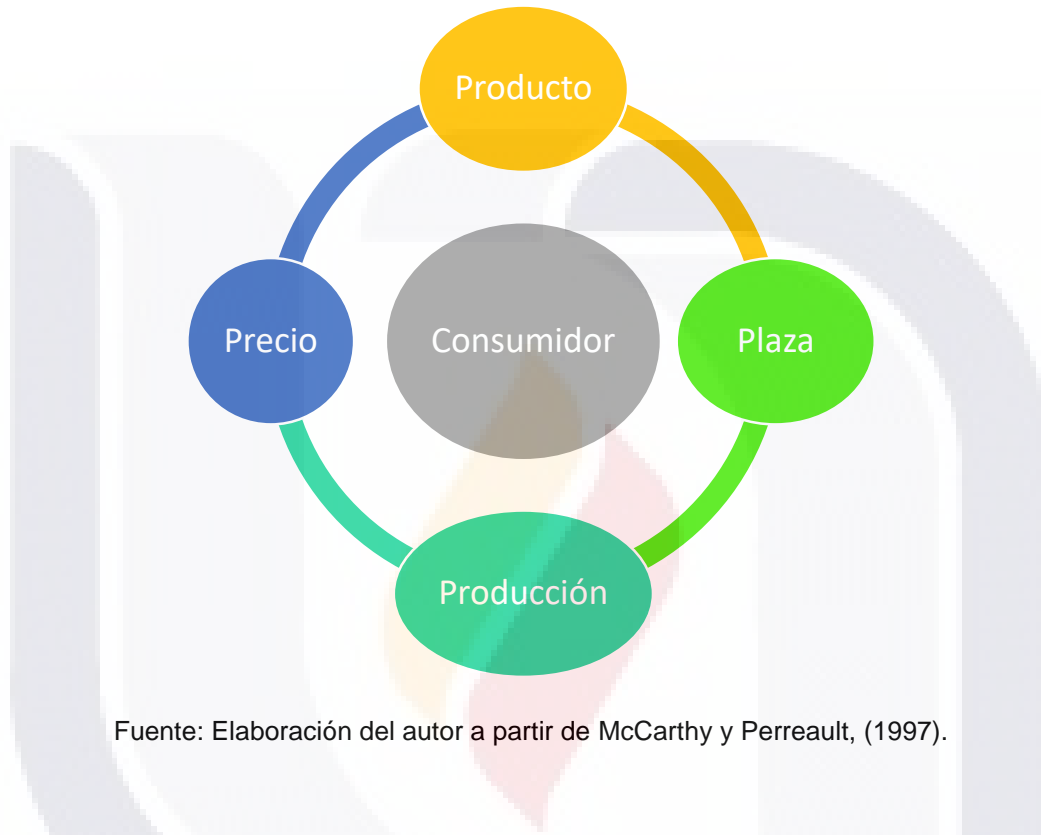 Producto
Precio
Consumidor
Plaza
Producción
Fuente: Elaboración del autor a partir de McCarthy y Perreault, (1997).